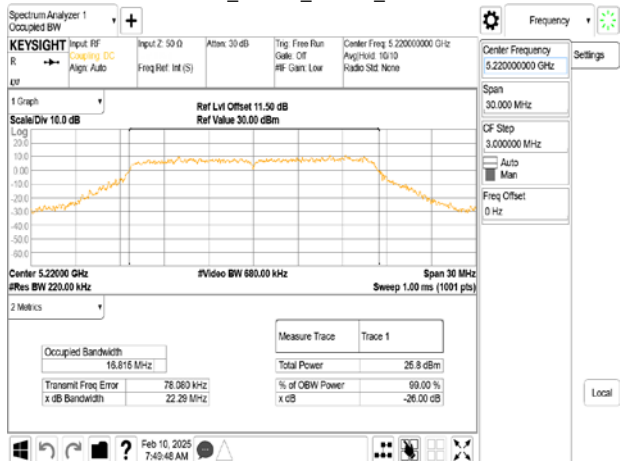 Spectrum Analyzer 1
Occupied BW
+
Frequency
KEYSIGHT
Input: RF
Coupling: DC
Align: Auto
Input Z: 50 Ω
Freq Ref: Int (S)
Atten: 30 dB
Trig: Free Run
Gate: Off
#IF Gain: Low
Center Freq: 5.220000000 GHz
Avg|Hold: 10/10
Radio Std: None
R
Center Frequency
5.220000000 GHz
Settings
Span
30.000 MHz
CF Step
3.000000 MHz
Auto
Man
Freq Offset
0 Hz
1 Graph
Scale/Div 10.0 dB
Ref Lvl Offset 11.50 dB
Ref Value 30.00 dBm
Log
20.0
10.0
0.00
-10.0
-20.0
-30.0
-40.0
-50.0
-60.0
Center 5.22000 GHz
#Res BW 220.00 kHz
#Video BW 680.00 kHz
Span 30 MHz
Sweep 1.00 ms (1001 pts)
2 Metrics
Measure Trace
Trace 1
Occupied Bandwidth
16.815 MHz
Total Power
25.8 dBm
Transmit Freq Error
78.080 kHz
% of OBW Power
99.00 %
x dB Bandwidth
22.29 MHz
x dB
-26.00 dB
Local
?
Feb 10, 2025
7:49:48 AM